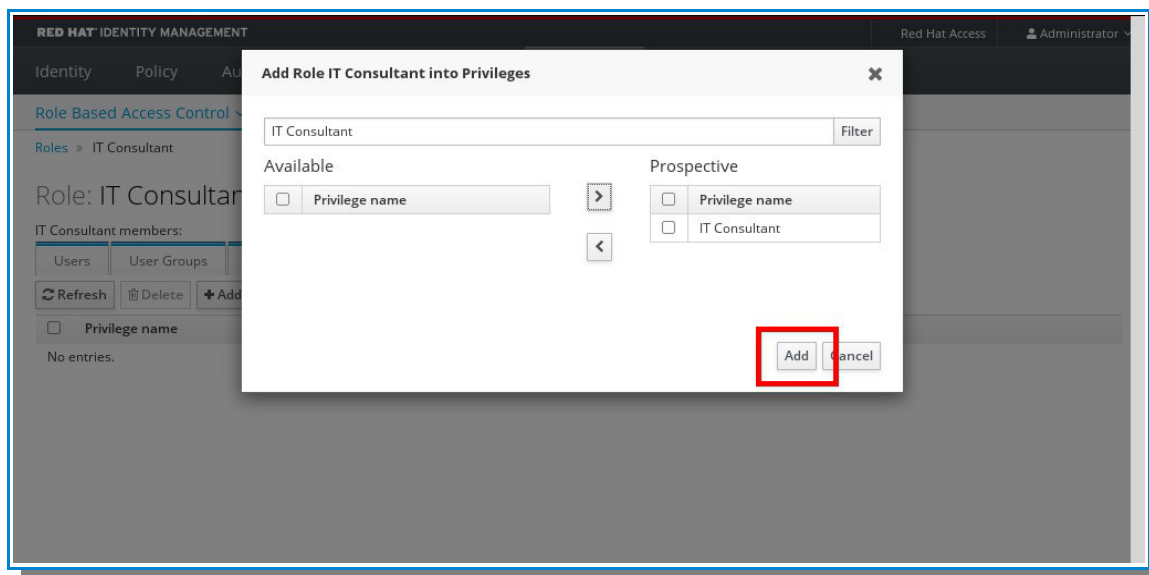 RED HAT® IDENTITY MANAGEMENT Red Hat Access Administrator
Identity Policy Au
Add Role IT Consultant into Privileges
Role Based Access Control
IT Consultant Filter
Roles » IT Consultant
Available Prospective
Role: IT Consultan
Privilege name > Privilege name
IT Consultant
IT Consultant members:
<
Users User Groups
Refresh Delete Add
Privilege name
No entries.
Add Cancel